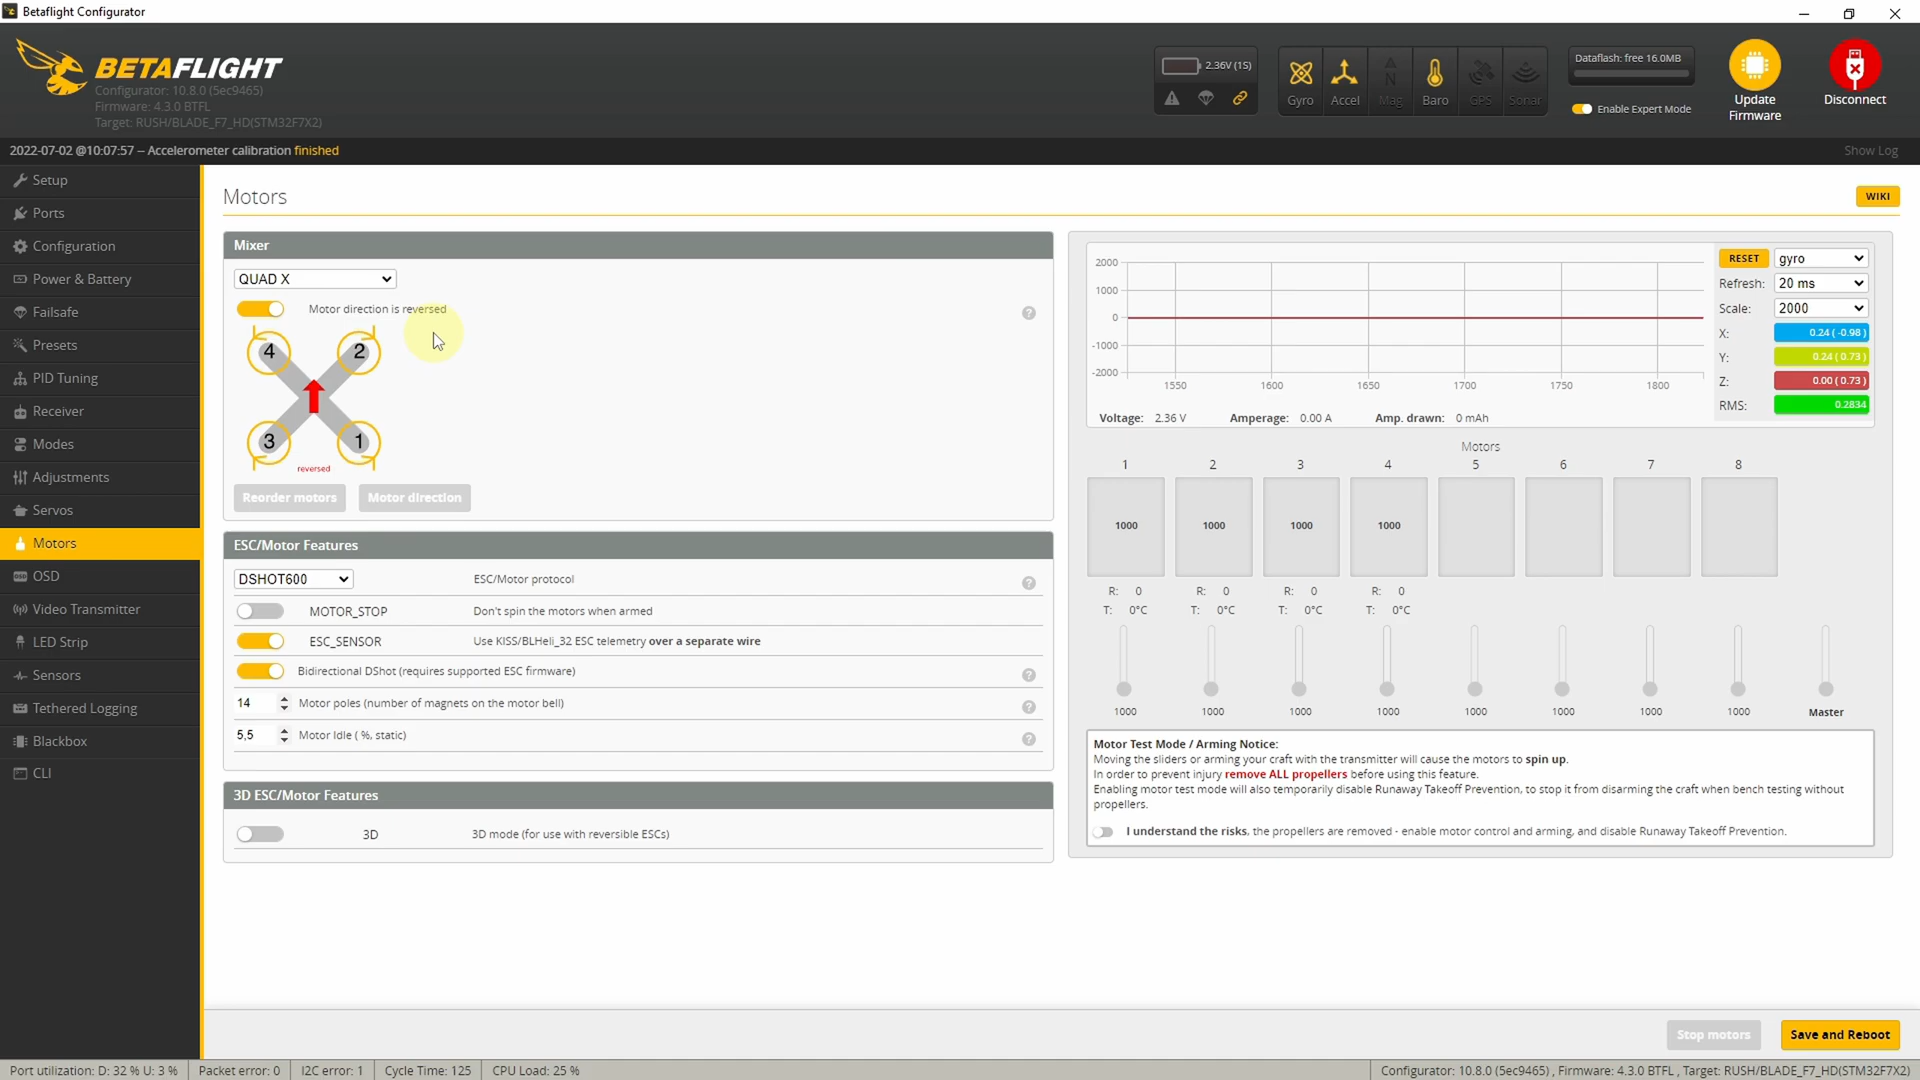 Betaflight Configurator
BETAFLIGHT
Configurator: 10.8.0 (5ec9465)
Firmware: 4.3.0 BTFL
Target: RUSH/BLADE_F7_HD(STM32F7X2)
2.36V (1S)
Gyro
Accel
Mag
Baro
GPS
Sonar
Dataflash: free 16.0MB
Enable Expert Mode
Update
Firmware
Disconnect
2022-07-02 @10:07:57 -- Accelerometer calibration finished
Show Log
Setup
Ports
Configuration
Power & Battery
Failsafe
Presets
PID Tuning
Receiver
Modes
Adjustments
Servos
Motors
OSD
Video Transmitter
LED Strip
Sensors
Tethered Logging
Blackbox
CLI
Motors
WIKI
Mixer
QUAD X
Motor direction is reversed
?
4 2
3 1
reversed
Reorder motors
Motor direction
ESC/Motor Features
DSHOT600 ESC/Motor protocol ?
MOTOR_STOP Don't spin the motors when armed
ESC_SENSOR Use KISS/BLHeli_32 ESC telemetry over a separate wire
Bidirectional DShot (requires supported ESC firmware) ?
14 Motor poles (number of magnets on the motor bell) ?
5,5 Motor Idle ( %, static) ?
3D ESC/Motor Features
3D 3D mode (for use with reversible ESCs)
2000
1000
0
-1000
-2000
1550 1600 1650 1700 1750 1800
RESET gyro
Refresh: 20 ms
Scale: 2000
X: 0.24 ( -0.98 )
Y: 0.24 ( 0.73 )
Z: 0.00 ( 0.73 )
RMS: 0.2834
Voltage: 2.36 V Amperage: 0.00 A Amp. drawn: 0 mAh
Motors
1 2 3 4 5 6 7 8
1000 1000 1000 1000
R: 0 R: 0 R: 0 R: 0
T: 0°C T: 0°C T: 0°C T: 0°C
1000 1000 1000 1000 1000 1000 1000 1000 Master
Motor Test Mode / Arming Notice:
Moving the sliders or arming your craft with the transmitter will cause the motors to spin up.
In order to prevent injury remove ALL propellers before using this feature.
Enabling motor test mode will also temporarily disable Runaway Takeoff Prevention, to stop it from disarming the craft when bench testing without
propellers.
I understand the risks, the propellers are removed - enable motor control and arming, and disable Runaway Takeoff Prevention.
Stop motors
Save and Reboot
Port utilization: D: 32 % U: 3 %
Packet error: 0
I2C error: 1
Cycle Time: 125
CPU Load: 25 %
Configurator: 10.8.0 (5ec9465) , Firmware: 4.3.0 BTFL , Target: RUSH/BLADE_F7_HD(STM32F7X2)